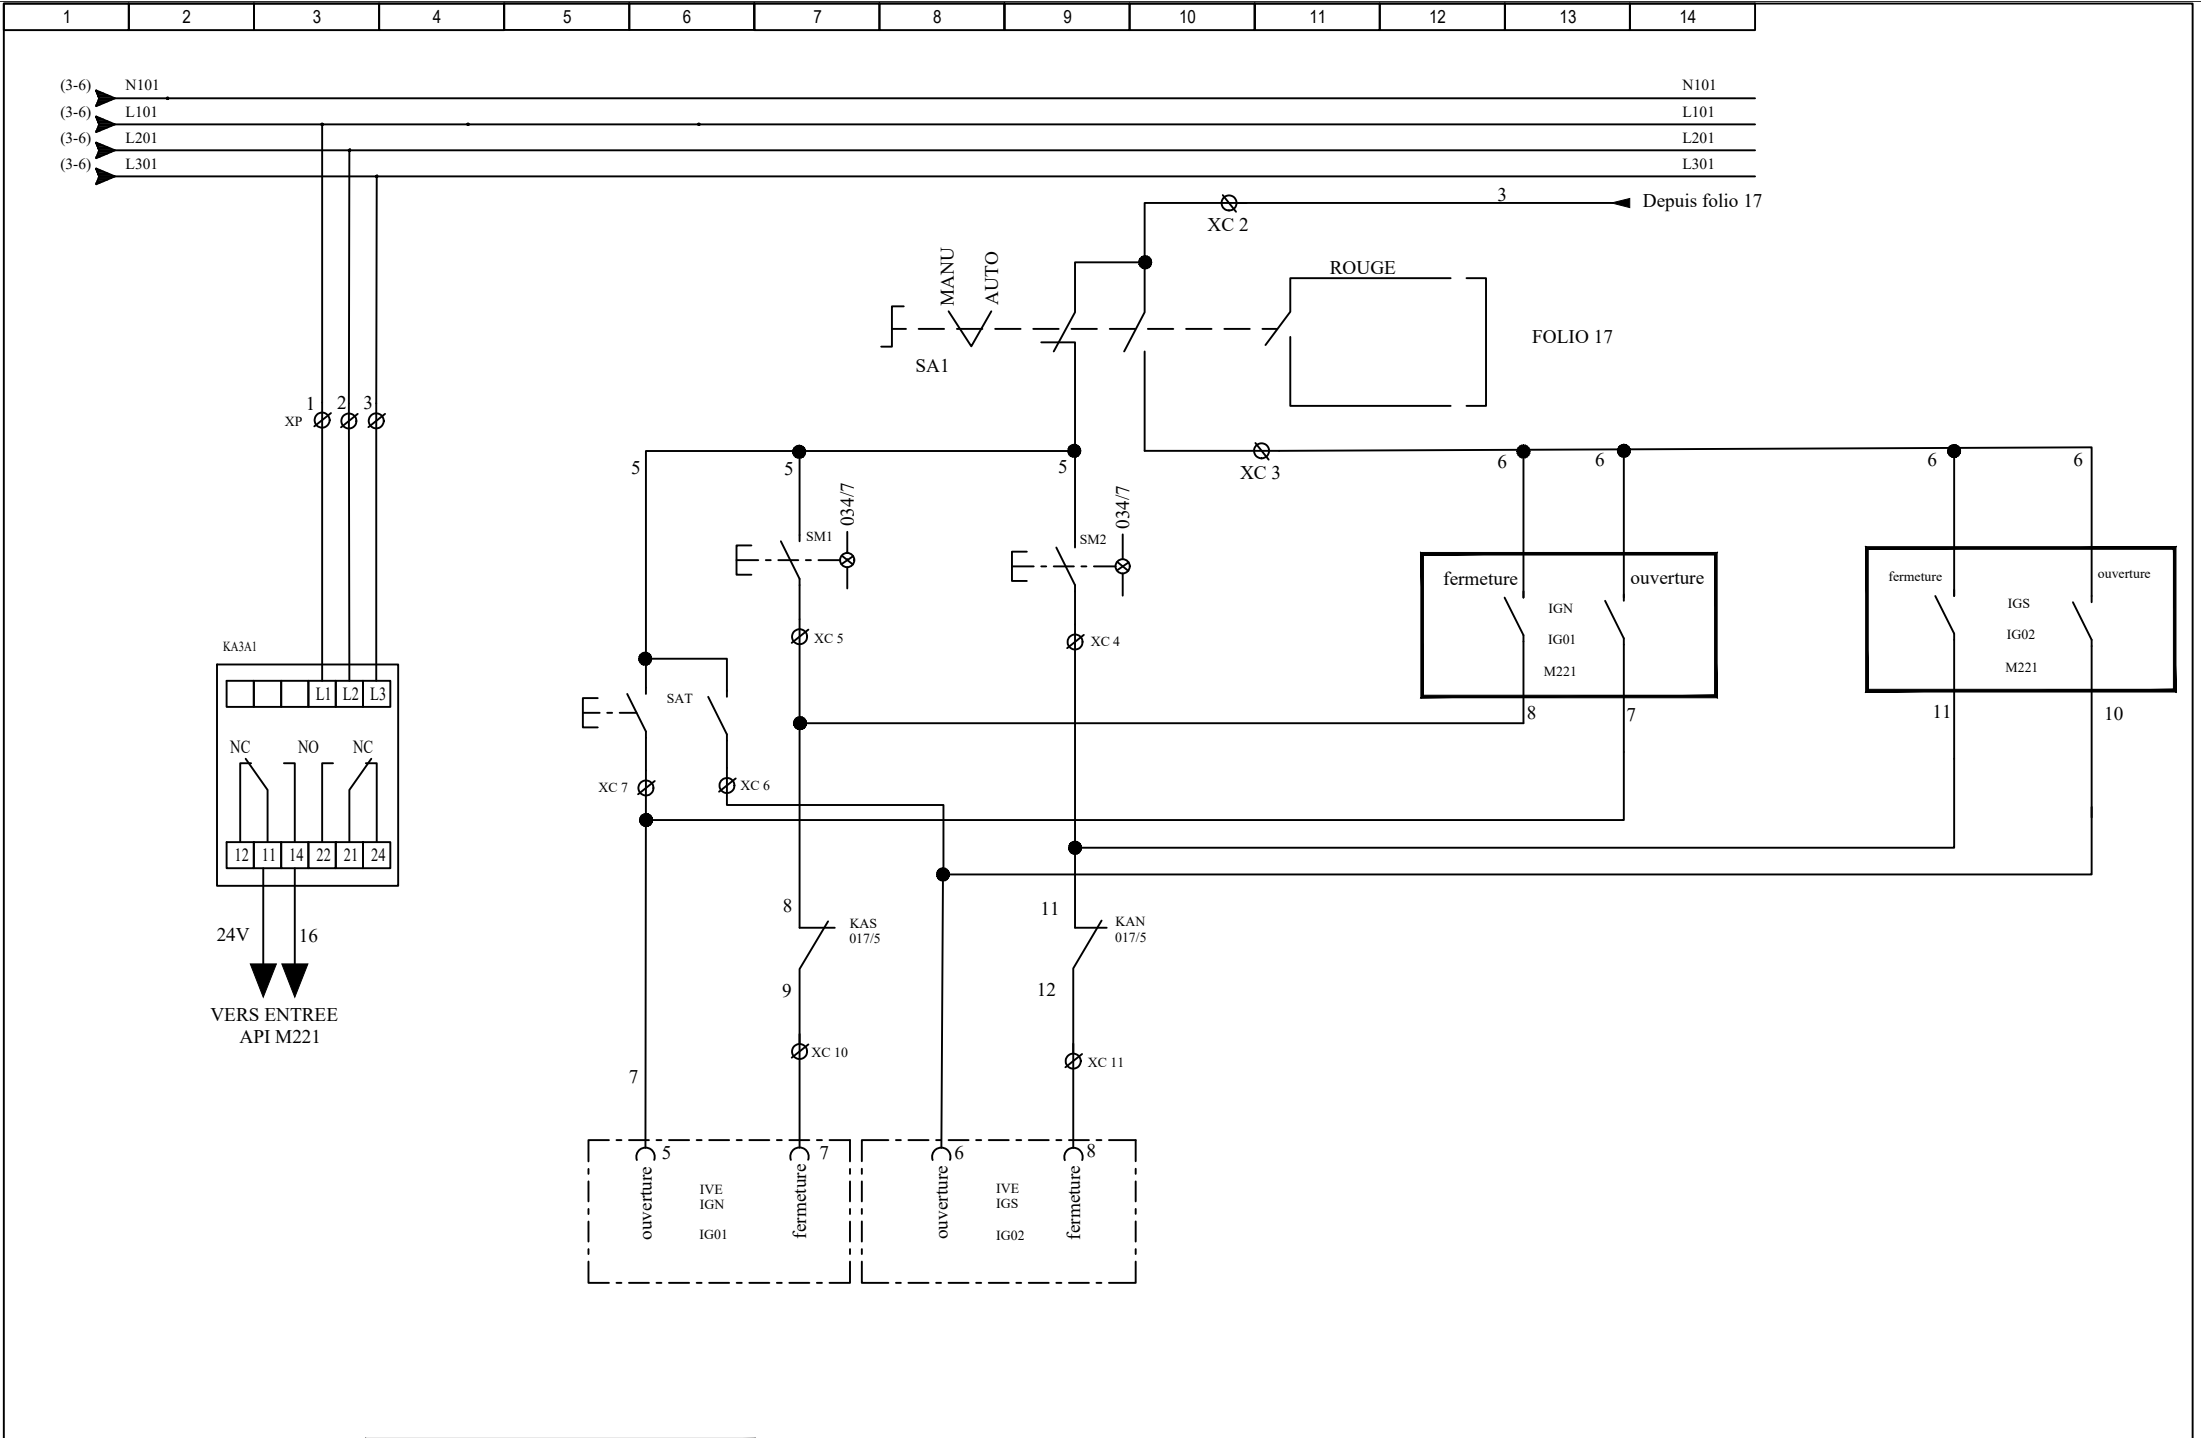 1 2 3 4 5 6 7 8 9 10 11 12 13 14
(3-6) N101 N101
(3-6) L101 L101
(3-6) L201 L201
(3-6) L301 L301
3 Depuis folio 17
XC 2
MANU AUTO
ROUGE
SA1
FOLIO 17
1 2 3
XP
5 5 5
XC 3
6 6 6 6
034/7 034/7
SM1 SM2
fermeture ouverture
IGN
IG01
M221
fermeture ouverture
IGS
IG02
M221
XC 5 XC 4
KA3A1
L1 L2 L3
SAT
8 7 11 10
NC NO NC
XC 7 XC 6
12 11 14 22 21 24
8 11
KAS
017/5
KAN
017/5
24V 16
9 12
VERS ENTREE
API M221
XC 10 XC 11
7
5 7 6 8
ouverture
IVE
IGN
IG01
fermeture
ouverture
IVE
IGS
IG02
fermeture